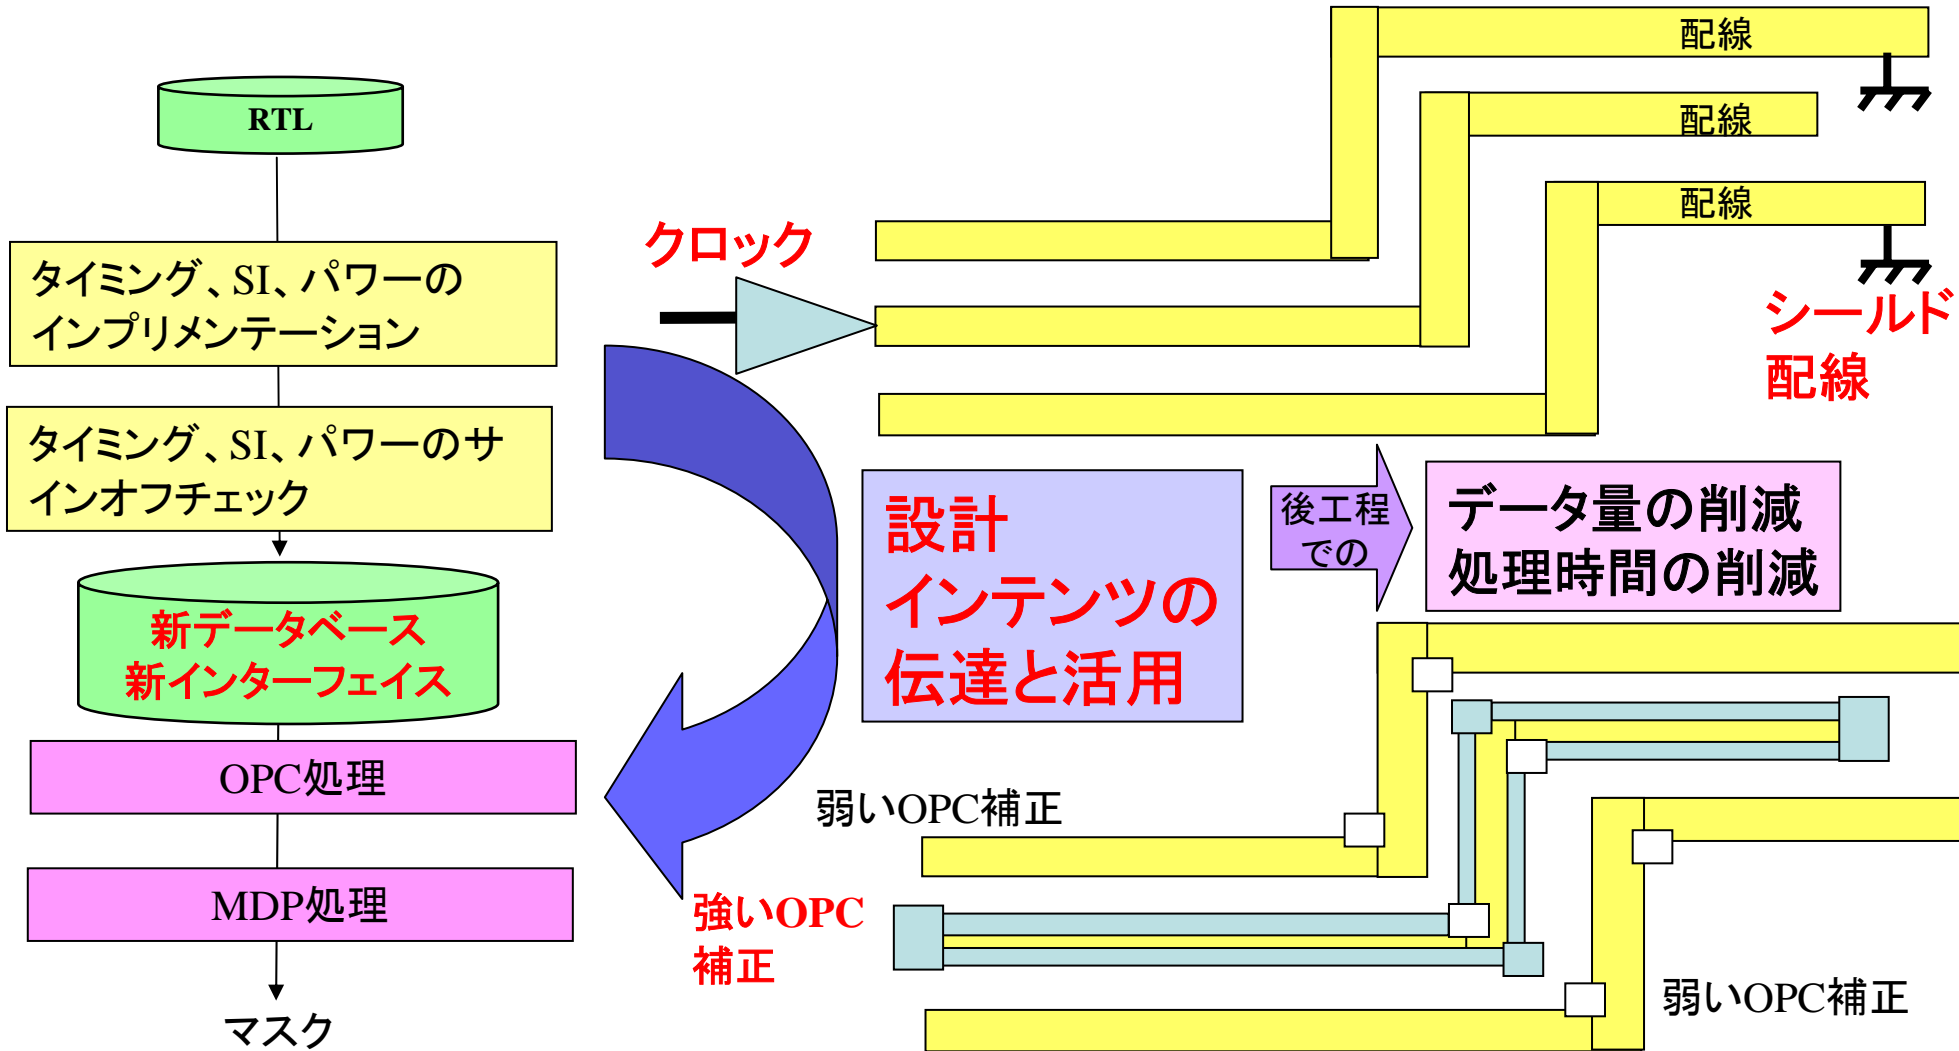 RTL
タイミング、SI、パワーの
インプリメンテーション
タイミング、SI、パワーのサ
インオフチェック
新データベース
新インターフェイス
OPC処理
MDP処理
マスク
クロック
配線
配線
配線
シールド
配線
設計
インテンツの
伝達と活用
後工程
での
データ量の削減
処理時間の削減
弱いOPC補正
強いOPC
補正
弱いOPC補正